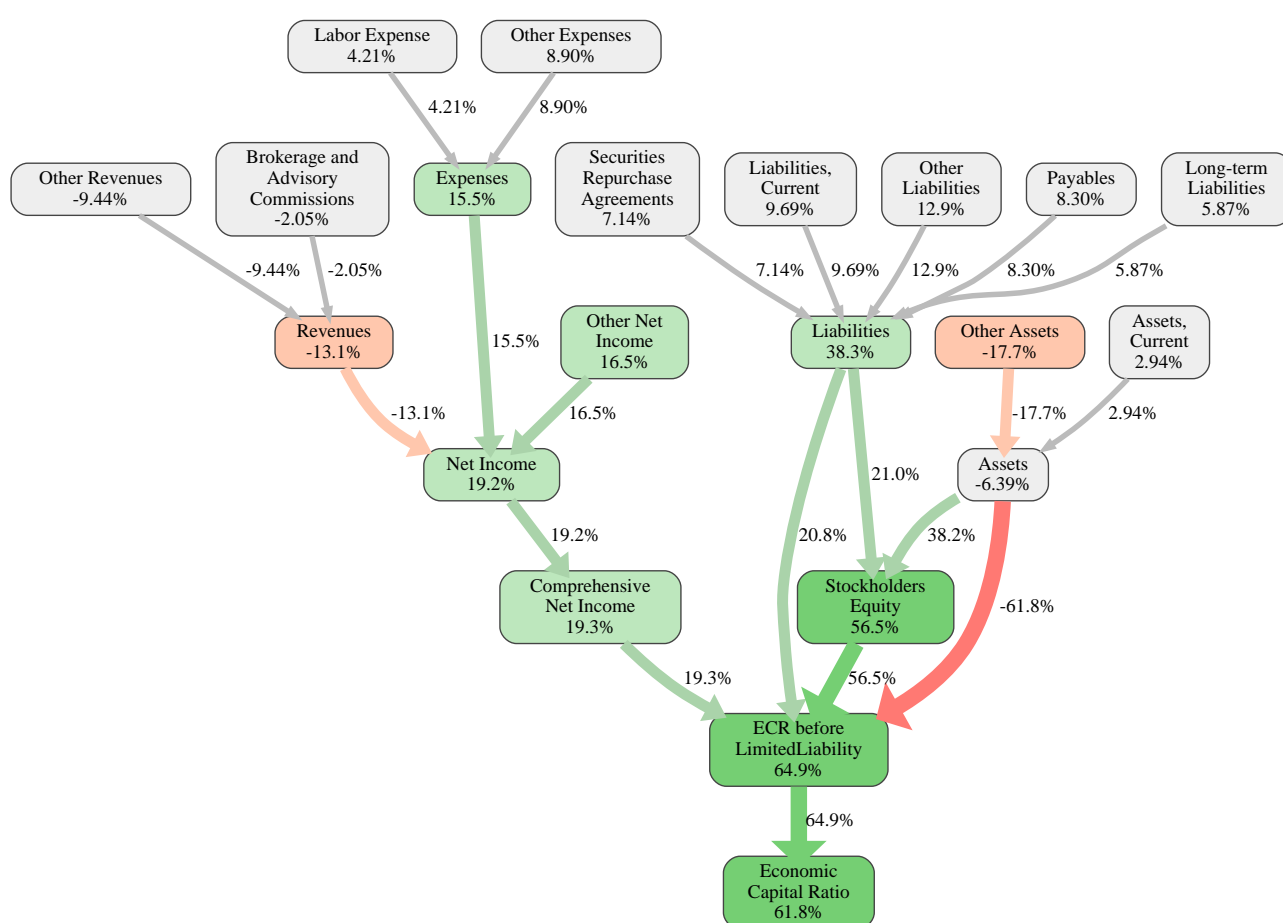 Labor Expense
4.21%
Other Expenses
8.90%
4.21%
8.90%
Other Revenues
-9.44%
Brokerage and
Advisory
Commissions
-2.05%
Expenses
15.5%
Securities
Repurchase
Agreements
7.14%
Liabilities,
Current
9.69%
Other
Liabilities
12.9%
Payables
8.30%
Long-term
Liabilities
5.87%
-9.44%
-2.05%
7.14%
9.69%
12.9%
8.30%
5.87%
Revenues
-13.1%
15.5%
Other Net
Income
16.5%
Liabilities
38.3%
Other Assets
-17.7%
Assets,
Current
2.94%
-13.1%
16.5%
-17.7%
2.94%
Net Income
19.2%
21.0%
Assets
-6.39%
19.2%
20.8%
38.2%
Comprehensive
Net Income
19.3%
Stockholders
Equity
56.5%
-61.8%
19.3%
56.5%
ECR before
LimitedLiability
64.9%
64.9%
Economic
Capital Ratio
61.8%